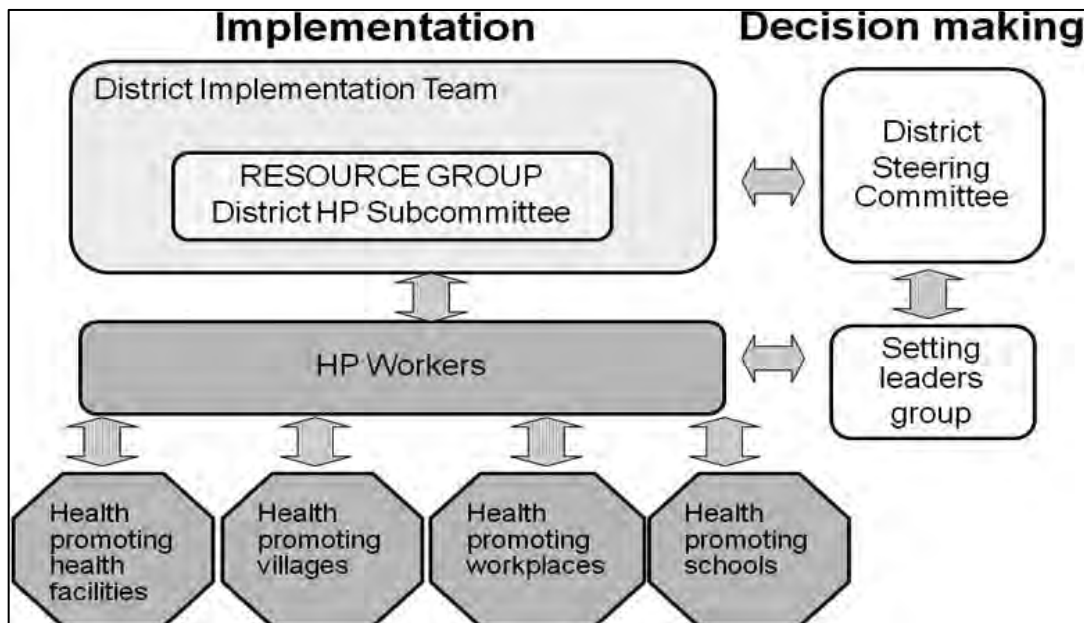 Implementation
Decision making
District Implementation Team
RESOURCE GROUP
District HP Subcommittee
District
Steering
Committee
HP Workers
Setting
leaders
group
Health
promoting
health
facilities
Health
promoting
villages
Health
promoting
workplaces
Health
promoting
schools